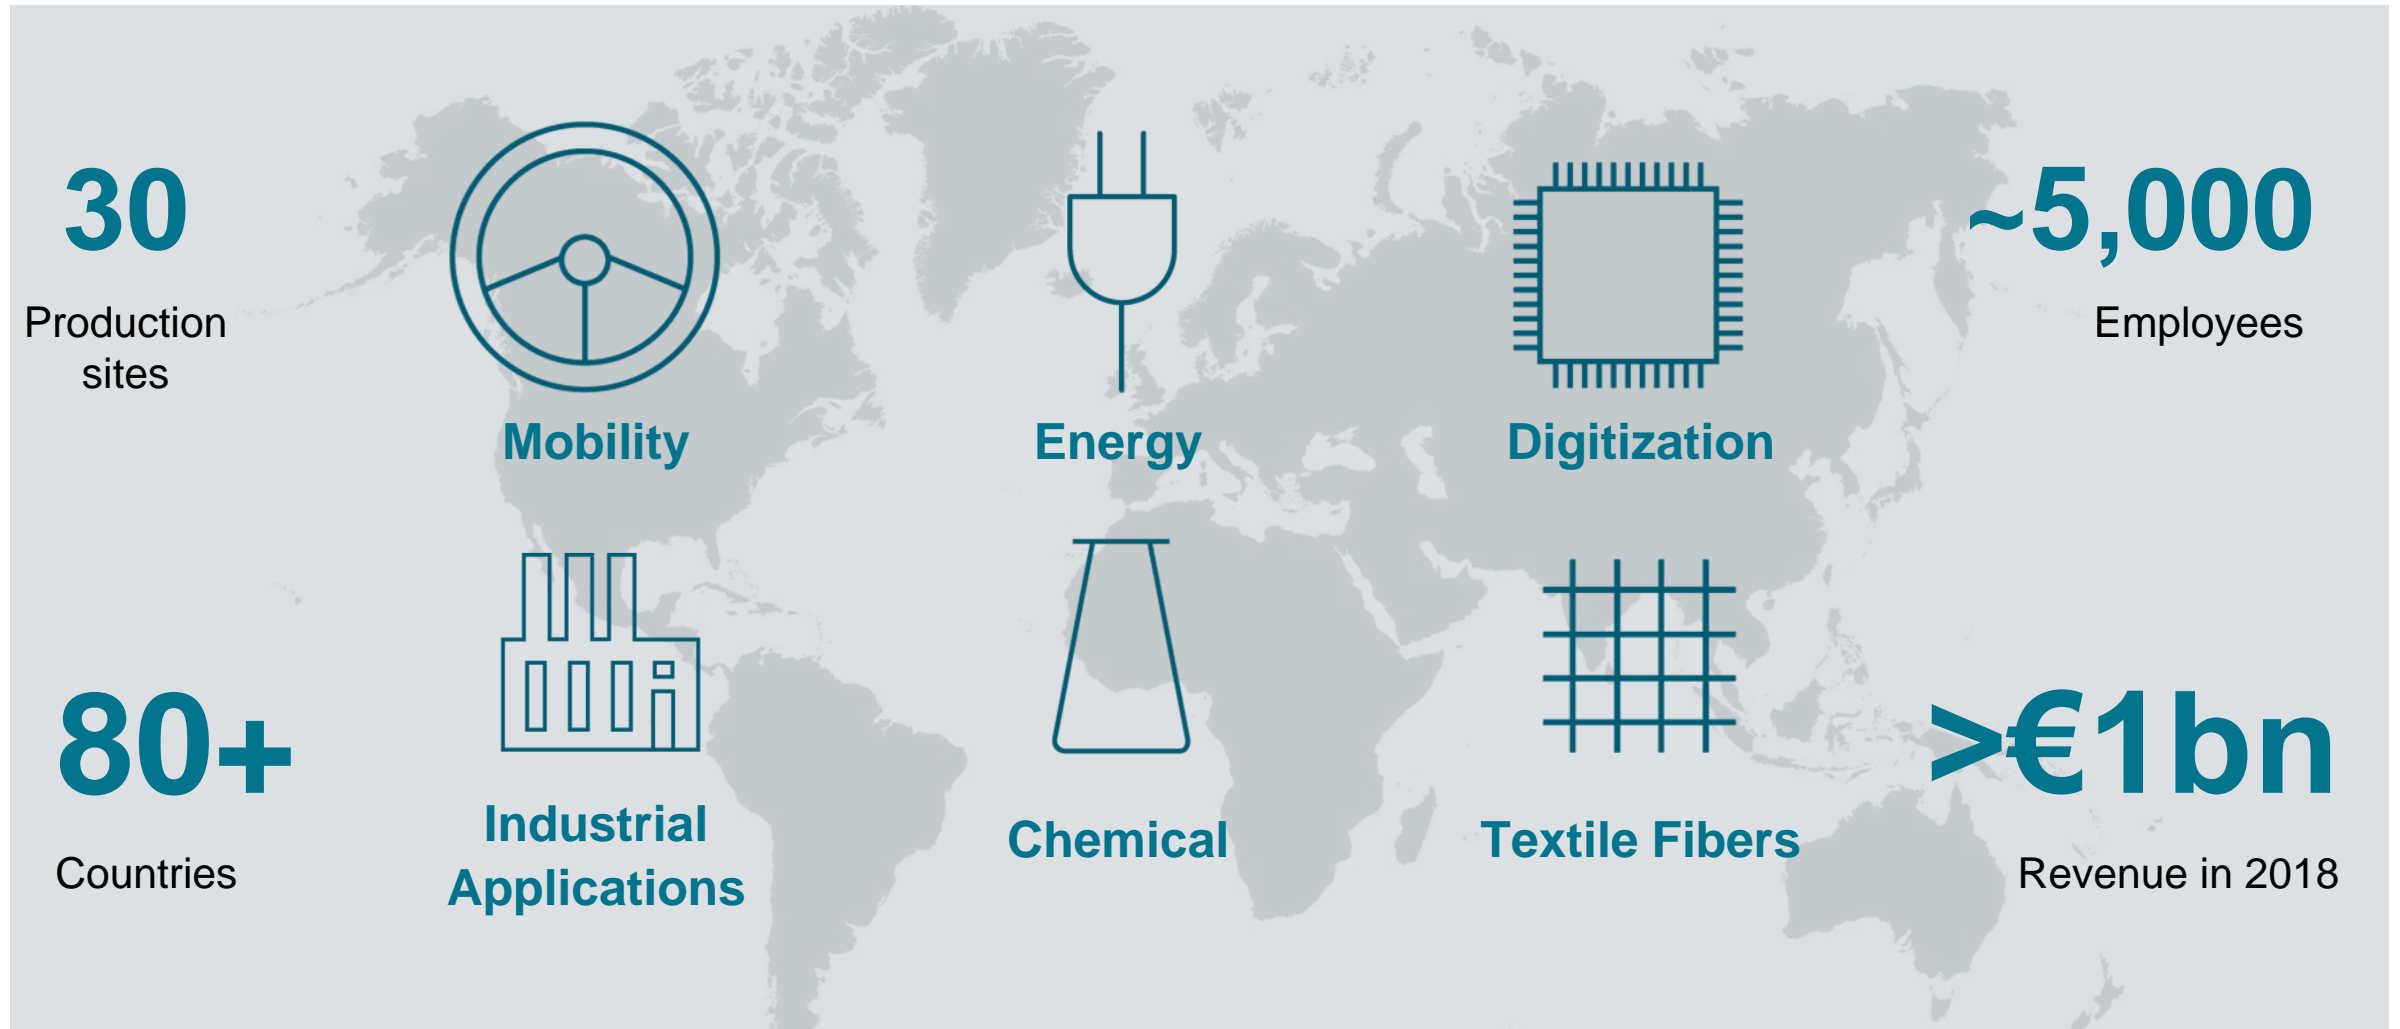 30
Production
sites
Mobility
Energy
Digitization
~5,000
Employees
80+
Countries
Industrial
Applications
Chemical
Textile Fibers
>€1bn
Revenue in 2018